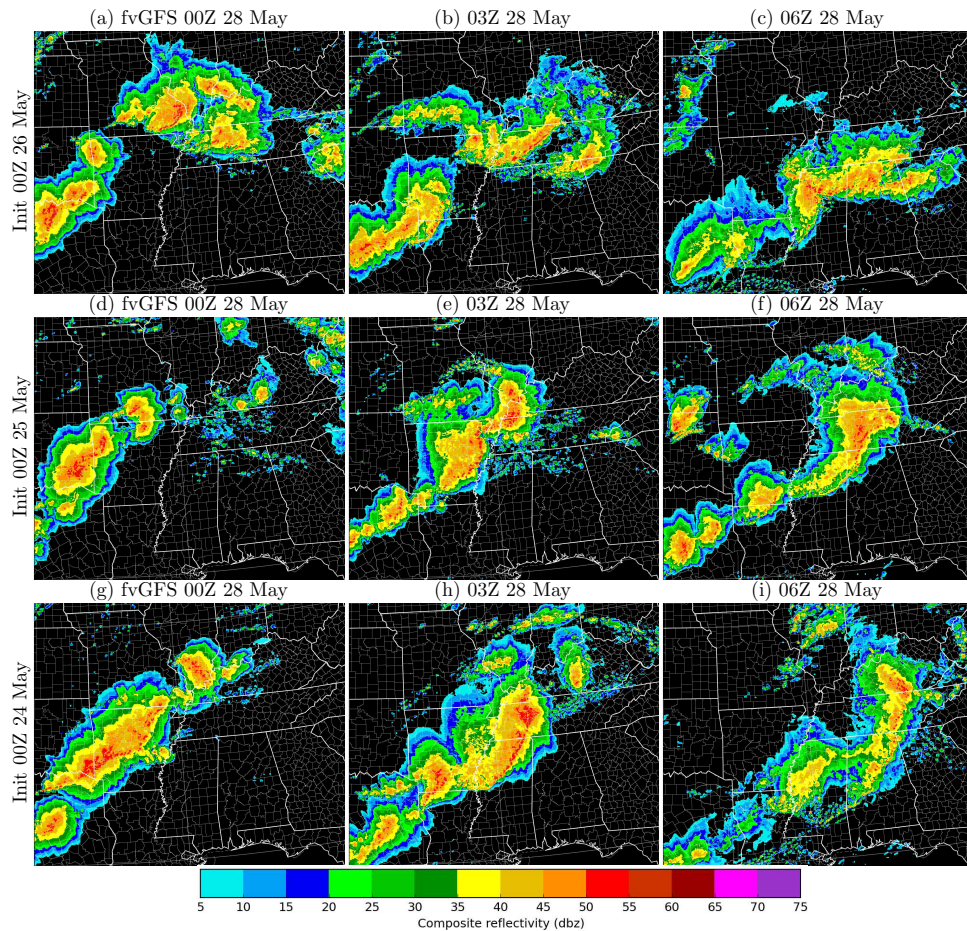 (a) fvGFS 00Z 28 May
(b) 03Z 28 May
(c) 06Z 28 May
Init 00Z 26 May
(d) fvGFS 00Z 28 May
(e) 03Z 28 May
(f) 06Z 28 May
Init 00Z 25 May
(g) fvGFS 00Z 28 May
(h) 03Z 28 May
(i) 06Z 28 May
Init 00Z 24 May
5 10 15 20 25 30 35 40 45 50 55 60 65 70 75
Composite reflectivity (dbz)